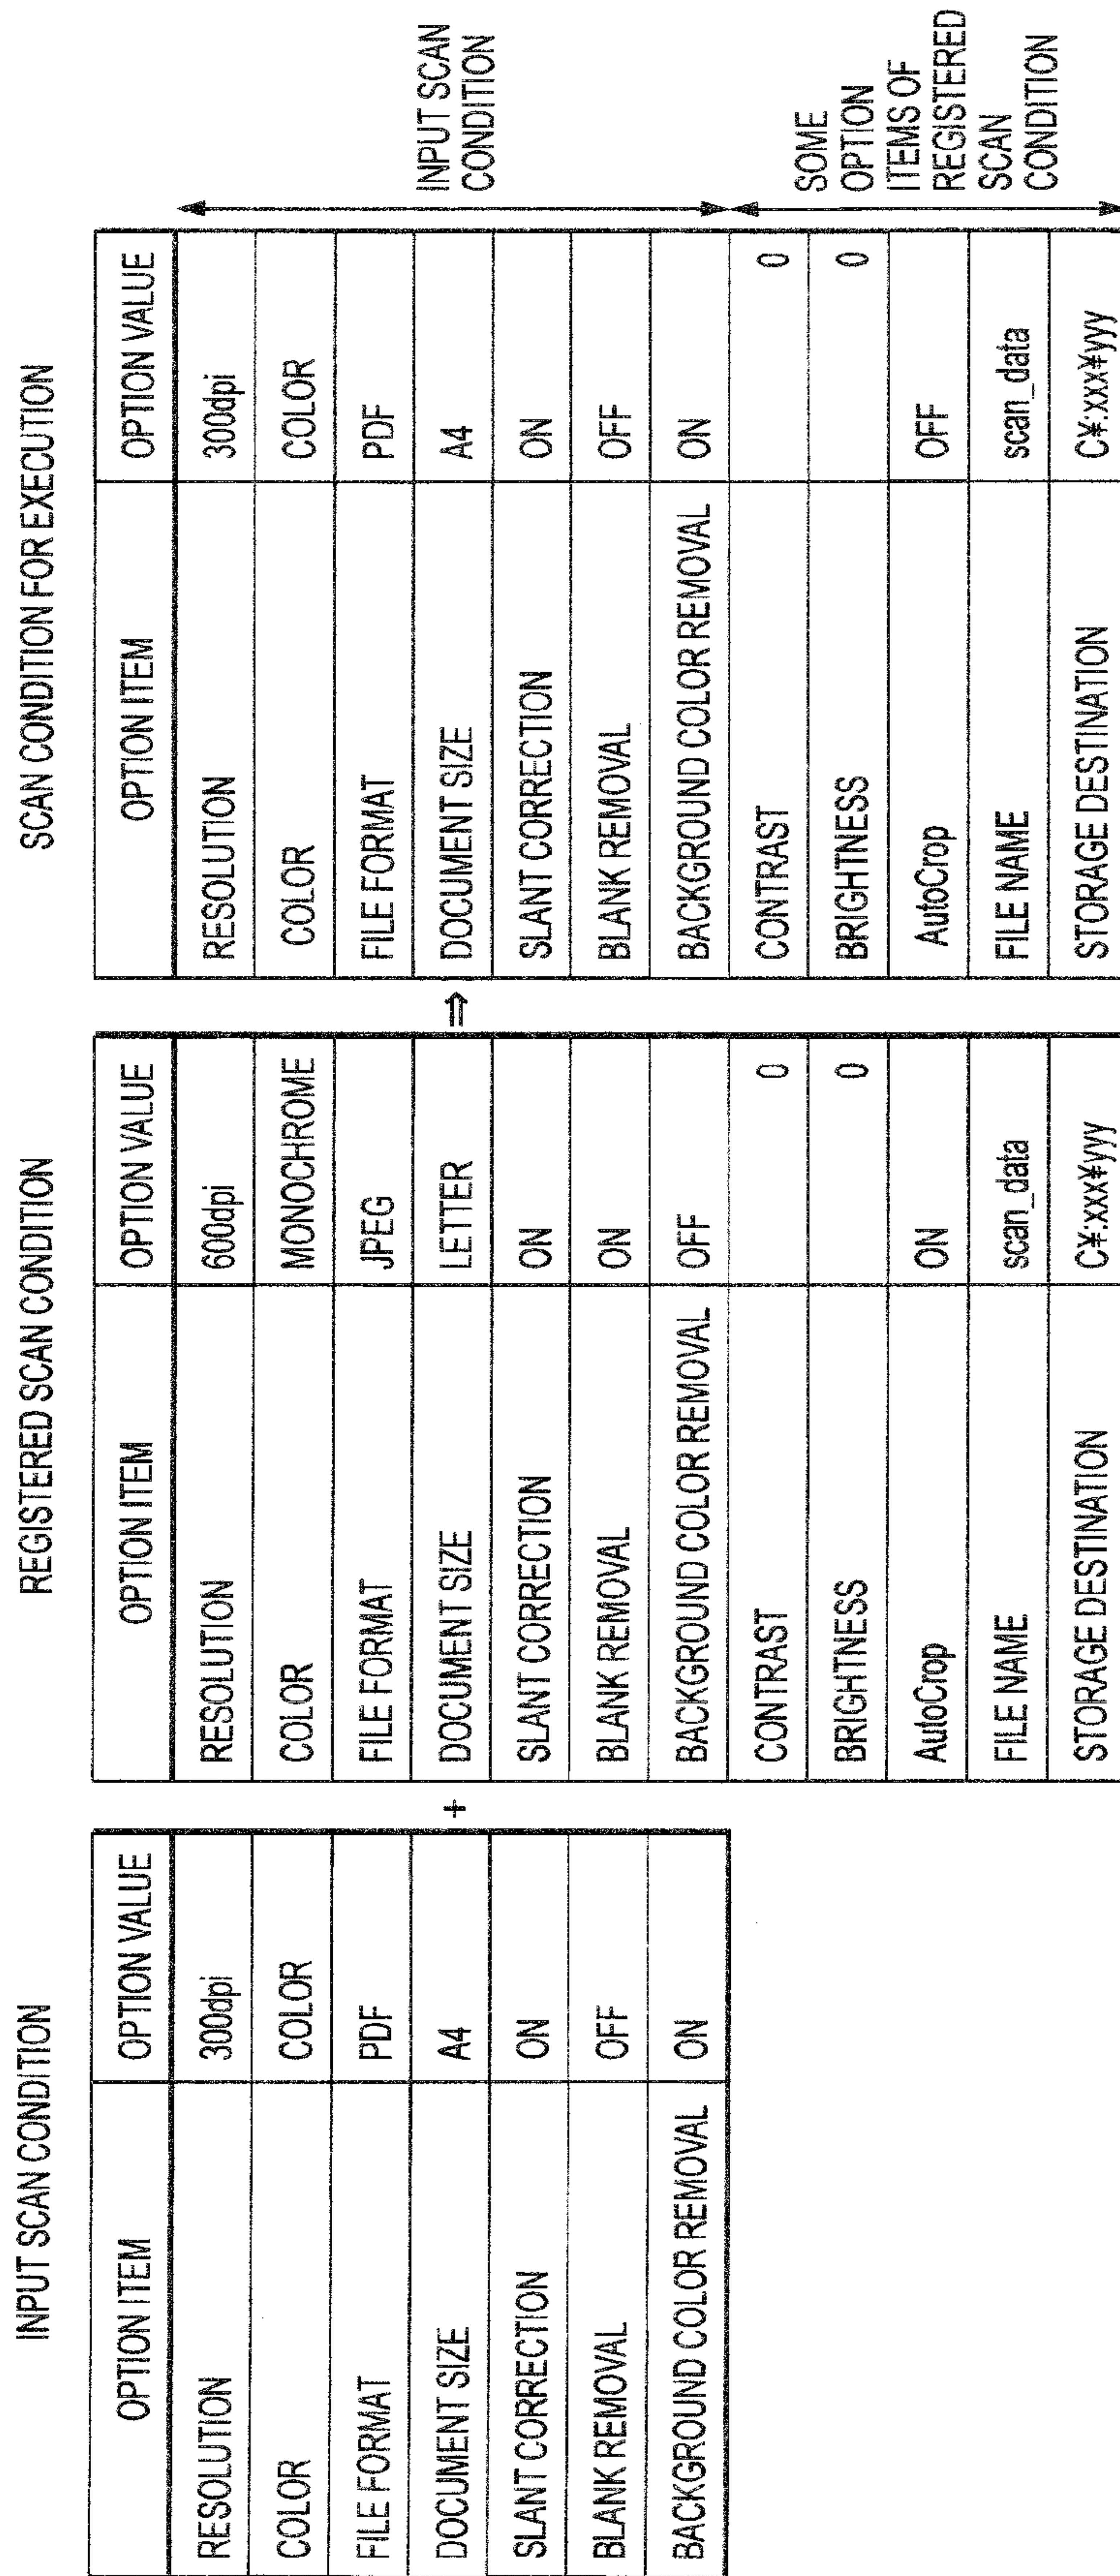 INPUT SCAN CONDITION
OPTION ITEM OPTION VALUE
RESOLUTION 300dpi
COLOR COLOR
FILE FORMAT PDF
DOCUMENT SIZE A4
SLANT CORRECTION ON
BLANK REMOVAL OFF
BACKGROUND COLOR REMOVAL ON
+
REGISTERED SCAN CONDITION
OPTION ITEM OPTION VALUE
RESOLUTION 600dpi
COLOR MONOCHROME
FILE FORMAT JPEG
DOCUMENT SIZE LETTER
SLANT CORRECTION ON
BLANK REMOVAL ON
BACKGROUND COLOR REMOVAL OFF
CONTRAST 0
BRIGHTNESS 0
AutoCrop ON
FILE NAME scan_data
STORAGE DESTINATION C¥:xxx¥yyy
⇒
SCAN CONDITION FOR EXECUTION
OPTION ITEM OPTION VALUE
RESOLUTION 300dpi
COLOR COLOR
FILE FORMAT PDF
DOCUMENT SIZE A4
SLANT CORRECTION ON
BLANK REMOVAL OFF
BACKGROUND COLOR REMOVAL ON
CONTRAST 0
BRIGHTNESS 0
AutoCrop OFF
FILE NAME scan_data
STORAGE DESTINATION C¥:xxx¥yyy
INPUT SCAN
CONDITION
SOME
OPTION
ITEMS OF
REGISTERED
SCAN
CONDITION